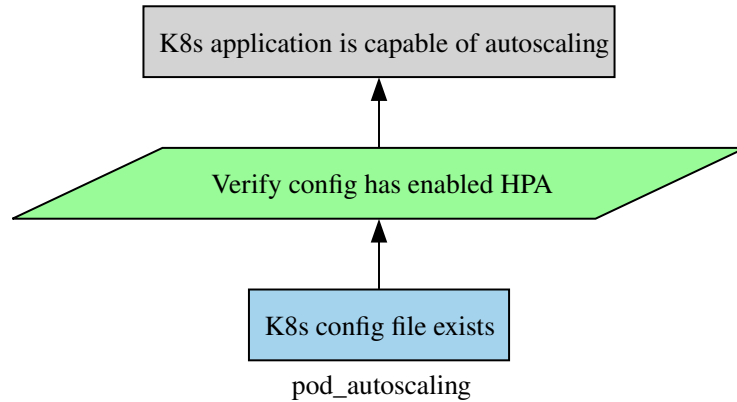 K8s application is capable of autoscaling
Verify config has enabled HPA
K8s config file exists
pod_autoscaling